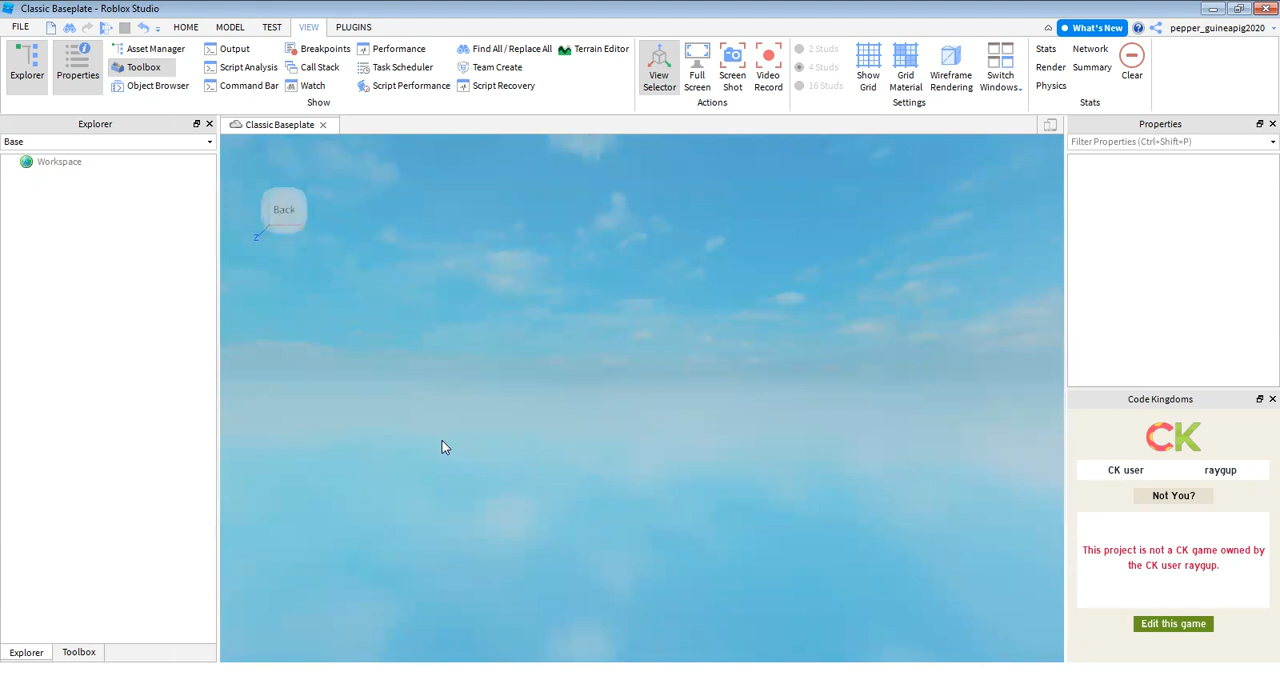 Classic Baseplate - Roblox Studio
FILE HOME MODEL TEST VIEW PLUGINS What's New pepper_guineapig2020
Explorer
Properties
Asset Manager
Toolbox
Object Browser
Output
Script Analysis
Command Bar
Breakpoints
Call Stack
Watch
Performance
Task Scheduler
Script Performance
Find All / Replace All
Team Create
Script Recovery
Terrain Editor
Show
View
Selector
Full
Screen
Screen
Shot
Video
Record
Actions
2 Studs
4 Studs
16 Studs
Show
Grid
Grid
Material
Wireframe
Rendering
Switch
Windows
Settings
Stats
Render
Physics
Network
Summary
Clear
Stats
Explorer
Base
Workspace
Explorer Toolbox
Classic Baseplate
Back
Z
Properties
Filter Properties (Ctrl+Shift+P)
Code Kingdoms
CK
CK user raygup
Not You?
This project is not a CK game owned by
the CK user raygup.
Edit this game